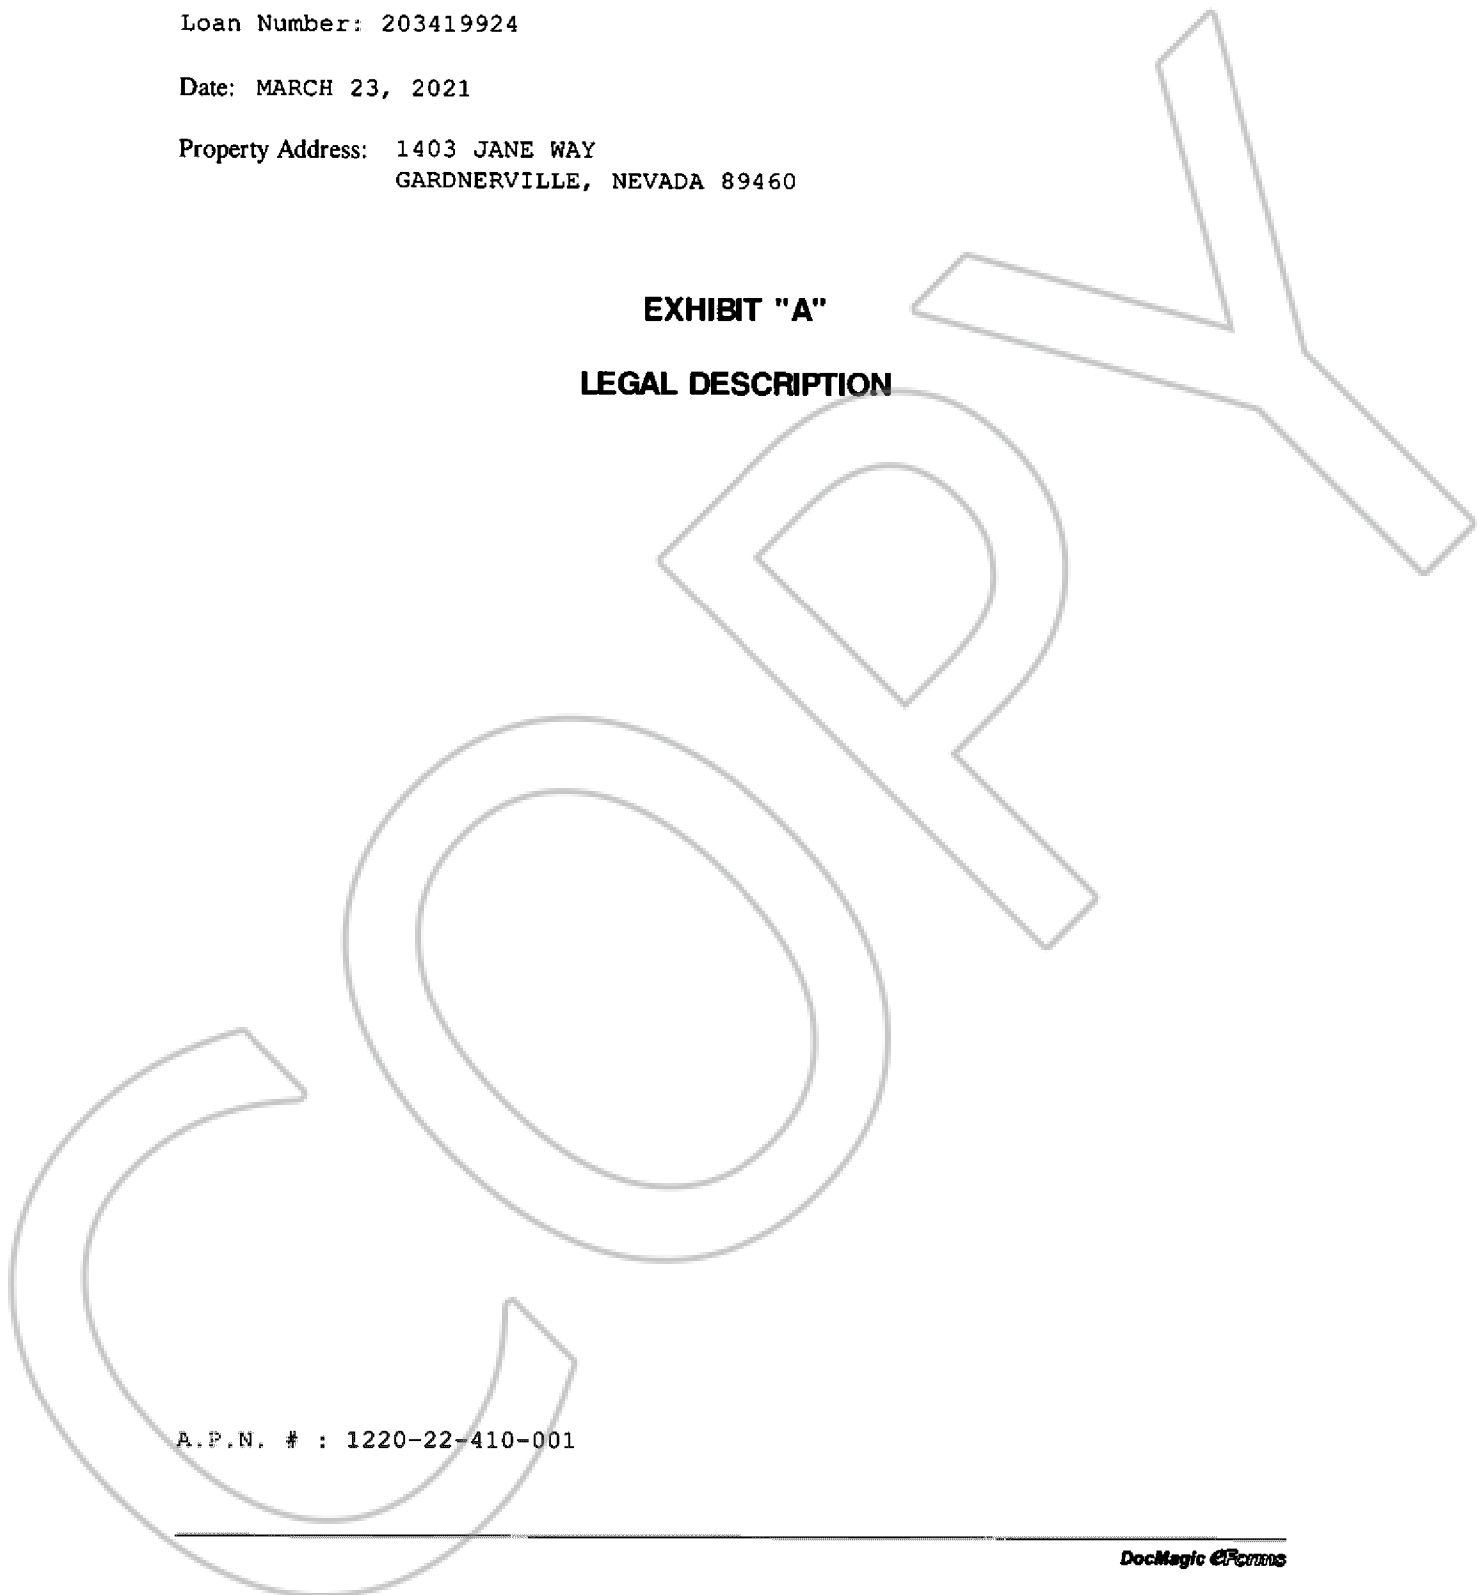 Loan Number: 203419924
Date: MARCH 23, 2021
Property Address: 1403 JANE WAY
GARDNERVILLE, NEVADA 89460
EXHIBIT "A"
LEGAL DESCRIPTION
COPY
A.P.N. # : 1220-22-410-001
DocMagic eForms